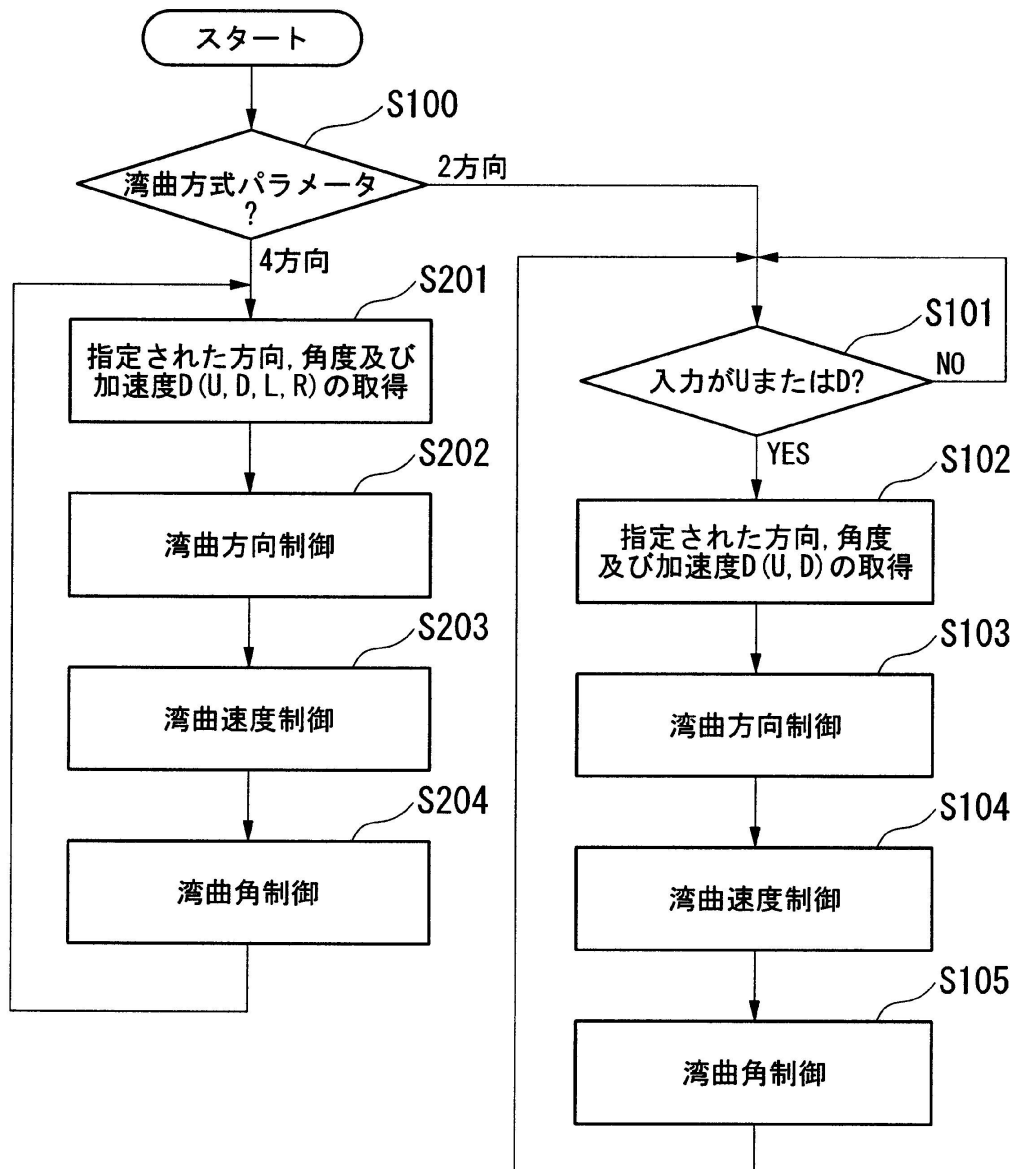 スタート
S100
湾曲方式パラメータ
?
2方向
4方向
S201
指定された方向,角度及び
加速度D(U,D,L,R)の取得
S202
湾曲方向制御
S203
湾曲速度制御
S204
湾曲角制御
S101
入力がUまたはD?
NO
YES
S102
指定された方向,角度
及び加速度D(U,D)の取得
S103
湾曲方向制御
S104
湾曲速度制御
S105
湾曲角制御